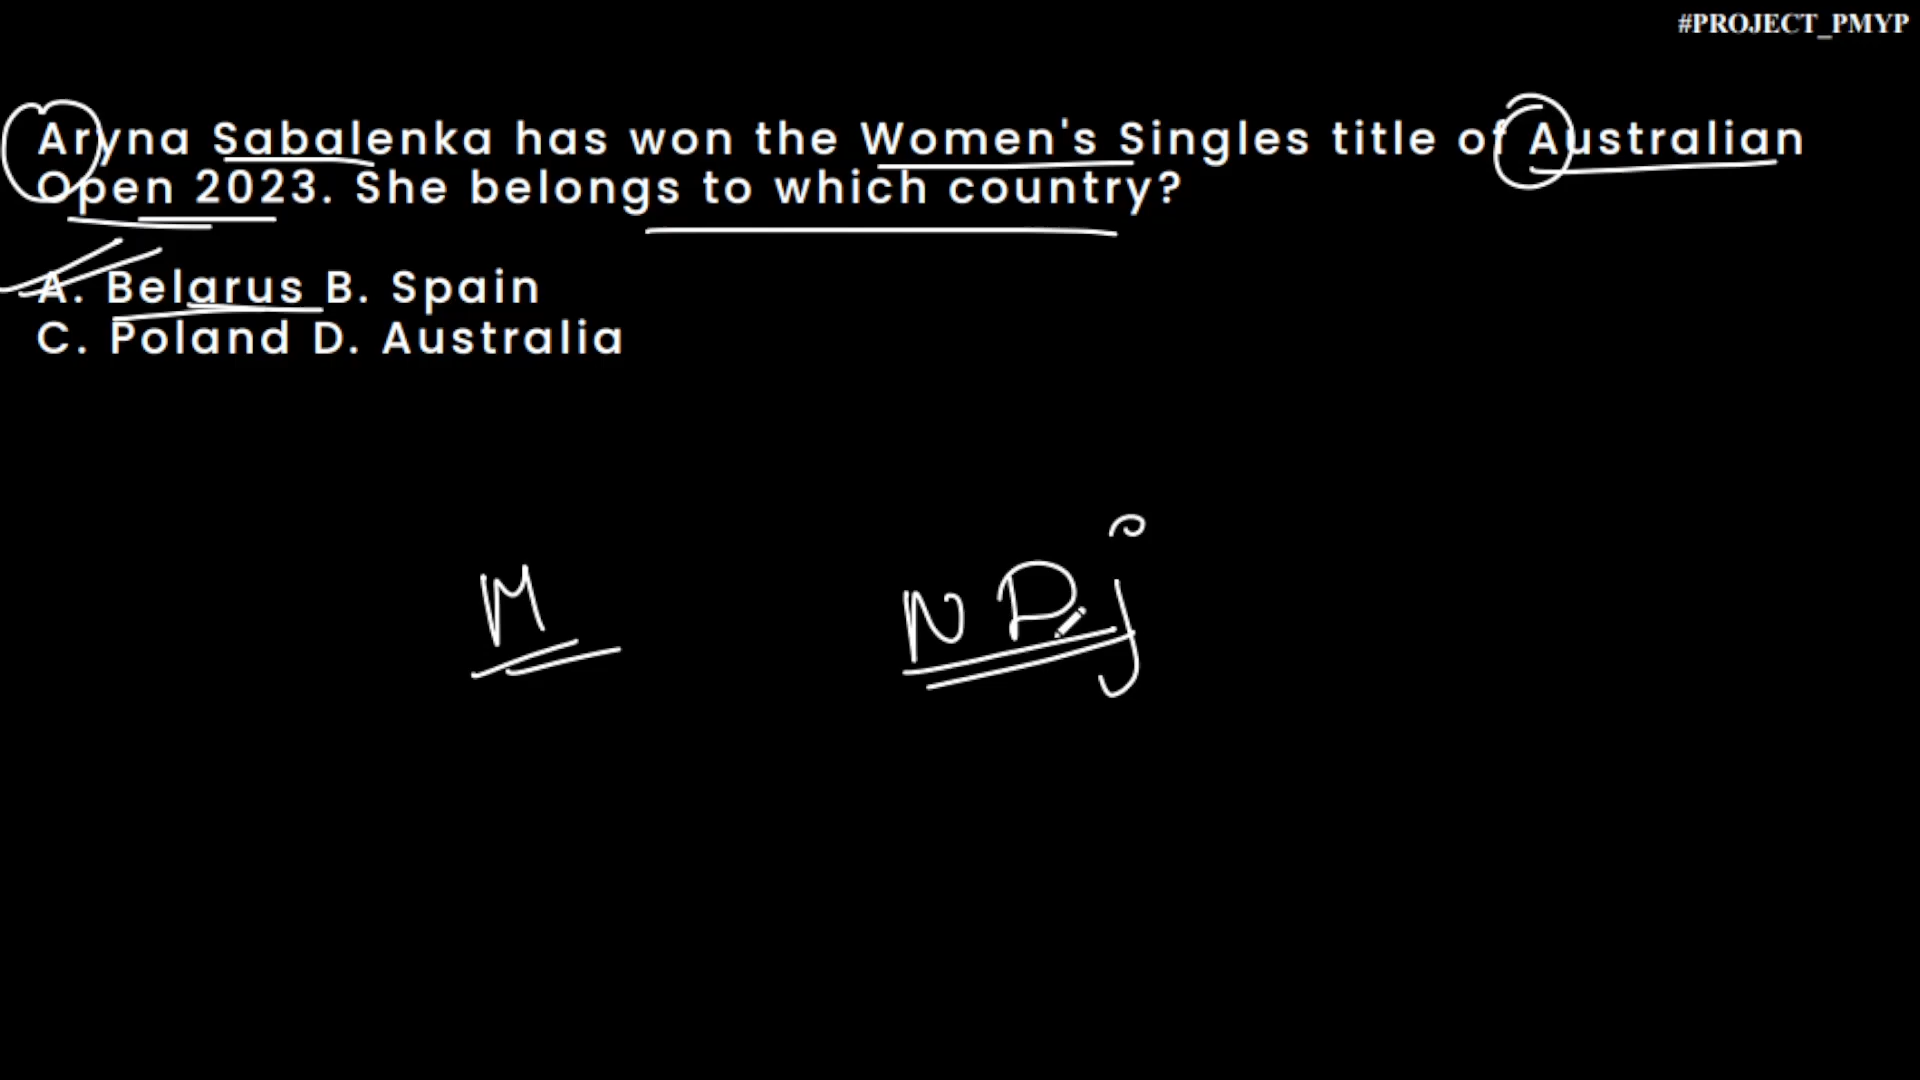 #PROJECT_PMYP
Aryna Sabalenka has won the Women's Singles title of Australian
Open 2023. She belongs to which country?
A. Belarus B. Spain
C. Poland D. Australia
M N D j